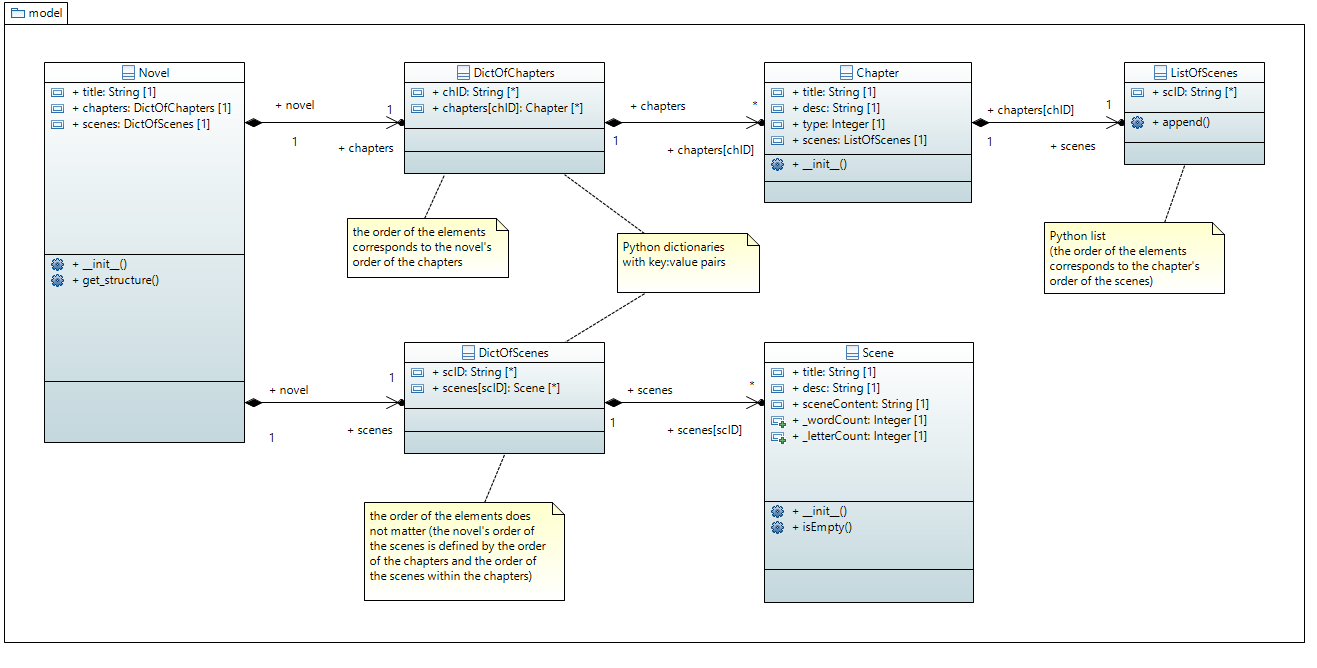 model
Novel
+ title: String [1]
+ chapters: DictOfChapters [1]
+ scenes: DictOfScenes [1]
+ __init__()
+ get_structure()
+ novel
1
1
+ chapters
DictOfChapters
+ chID: String [*]
+ chapters[chID]: Chapter [*]
+ chapters
*
1
+ chapters[chID]
Chapter
+ title: String [1]
+ desc: String [1]
+ type: Integer [1]
+ scenes: ListOfScenes [1]
+ __init__()
+ chapters[chID]
1
1
+ scenes
ListOfScenes
+ scID: String [*]
+ append()
the order of the elements
corresponds to the novel's
order of the chapters
Python dictionaries
with key:value pairs
Python list
(the order of the elements
corresponds to the chapter's
order of the scenes)
+ novel
1
1
+ scenes
DictOfScenes
+ scID: String [*]
+ scenes[scID]: Scene [*]
+ scenes
*
1
+ scenes[scID]
Scene
+ title: String [1]
+ desc: String [1]
+ sceneContent: String [1]
+ _wordCount: Integer [1]
+ _letterCount: Integer [1]
+ __init__()
+ isEmpty()
the order of the elements does
not matter (the novel's order of
the scenes is defined by the order
of the chapters and the order of
the scenes within the chapters)